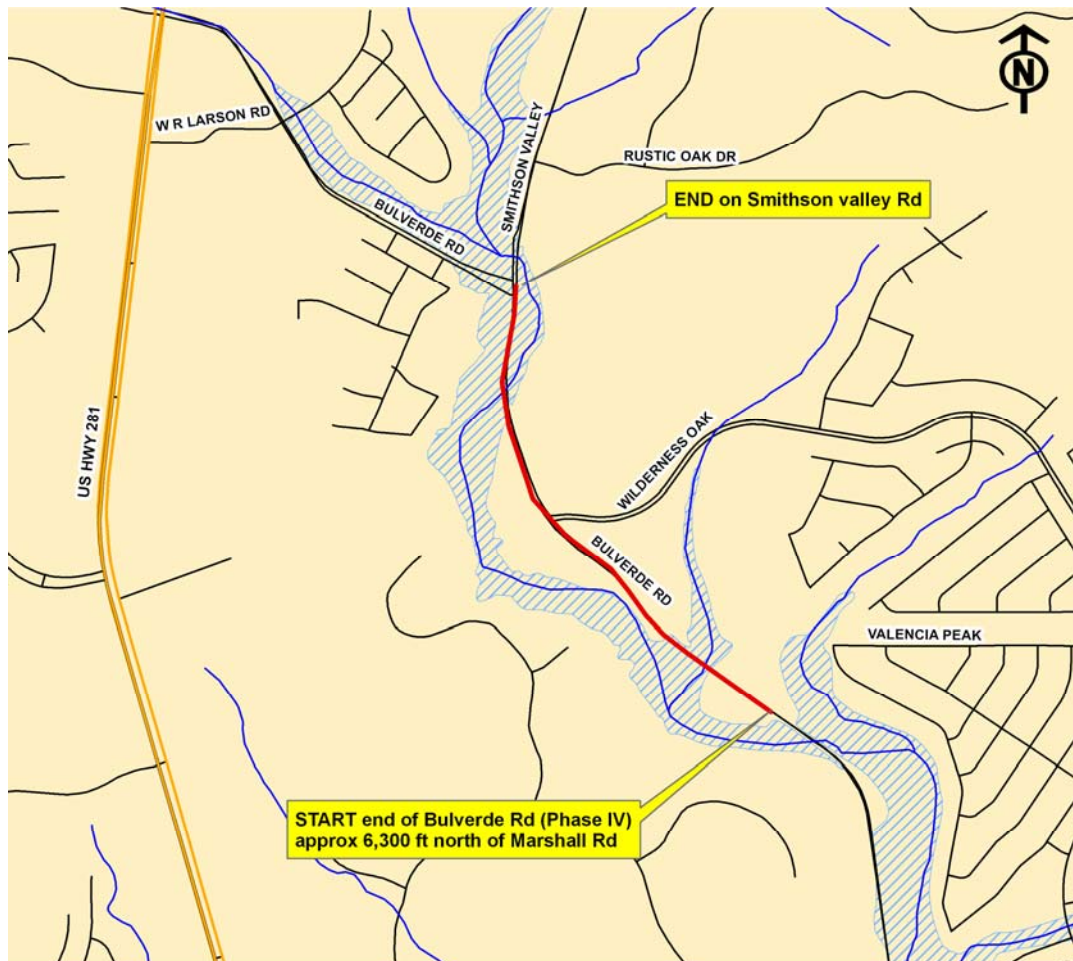 N
W R LARSON RD
SMITHSON VALLEY
RUSTIC OAK DR
END on Smithson valley Rd
BULVERDE RD
US HWY 281
WILDERNESS OAK
BULVERDE RD
VALENCIA PEAK
START end of Bulverde Rd (Phase IV)
approx 6,300 ft north of Marshall Rd